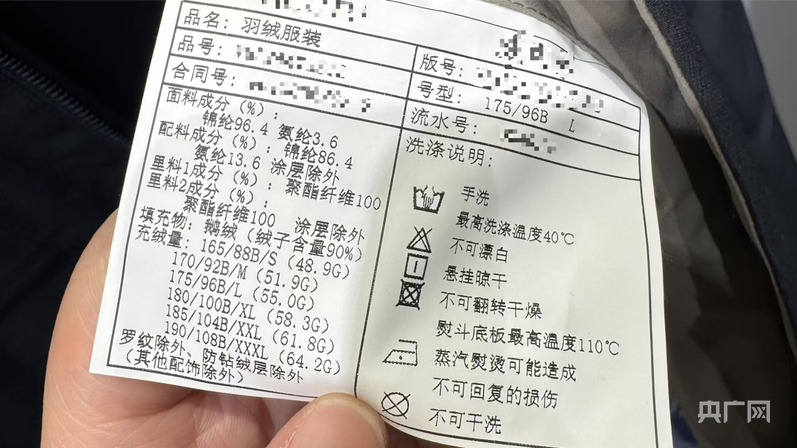 品名：羽绒服装
品号：
合同号：
面料成分（%）：
锦纶96.4 氨纶3.6
配料成分（%）：锦纶86.4
氨纶13.6 涂层除外
里料1成分（%）：聚酯纤维100
里料2成分（%）：
聚酯纤维100 涂层除外
填充物：鹅绒（绒子含量90%）
充绒量：165/88B/S（48.9G）
170/92B/M（51.9G）
175/96B/L（55.0G）
180/100B/XL（58.3G）
185/104B/XXL（61.8G）
190/108B/XXXL（64.2G）
罗纹除外、防钻绒层除外
（其他配饰除外）
版号：
号型：175/96B L
流水号：
洗涤说明：
手洗
最高洗涤温度40℃
不可漂白
悬挂晾干
不可翻转干燥
熨斗底板最高温度110℃
蒸汽熨烫可能造成
不可回复的损伤
不可干洗
央广网